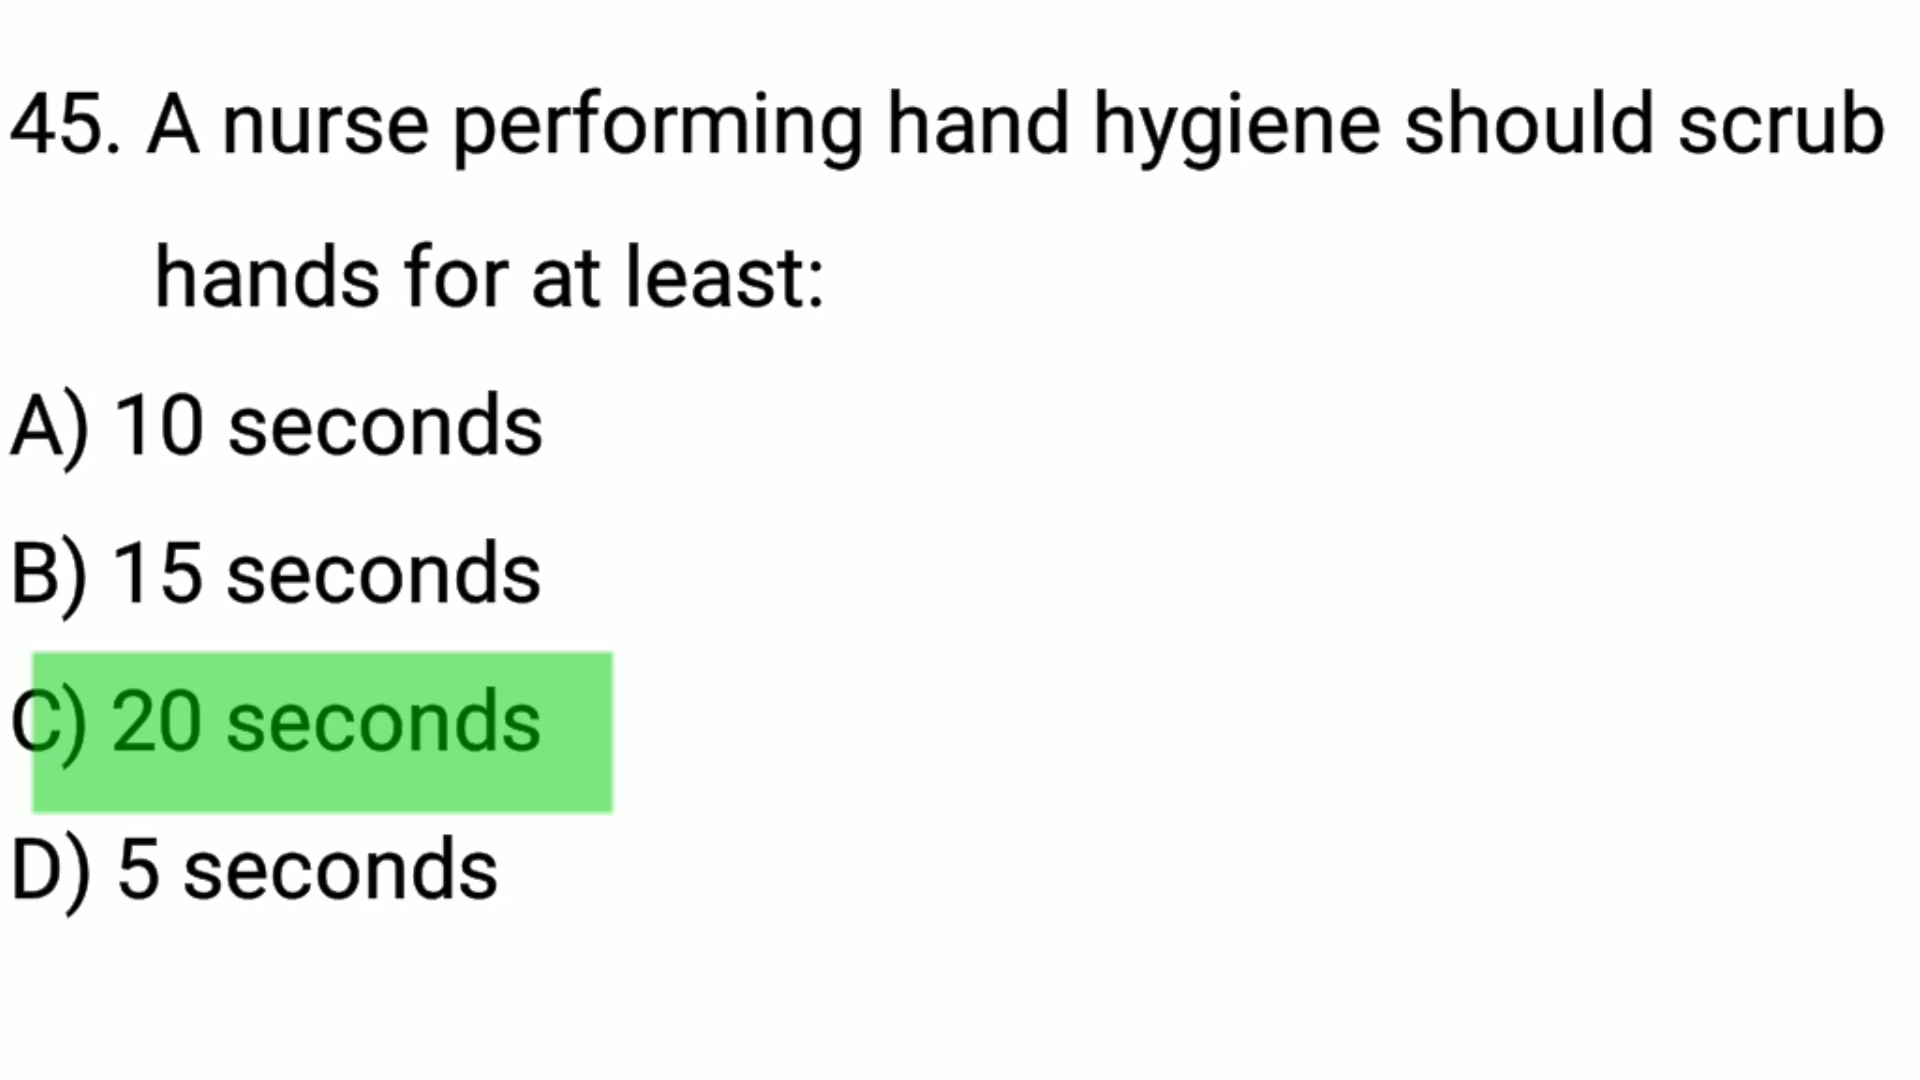 45. A nurse performing hand hygiene should scrub
hands for at least:
A) 10 seconds
B) 15 seconds
C) 20 seconds
D) 5 seconds